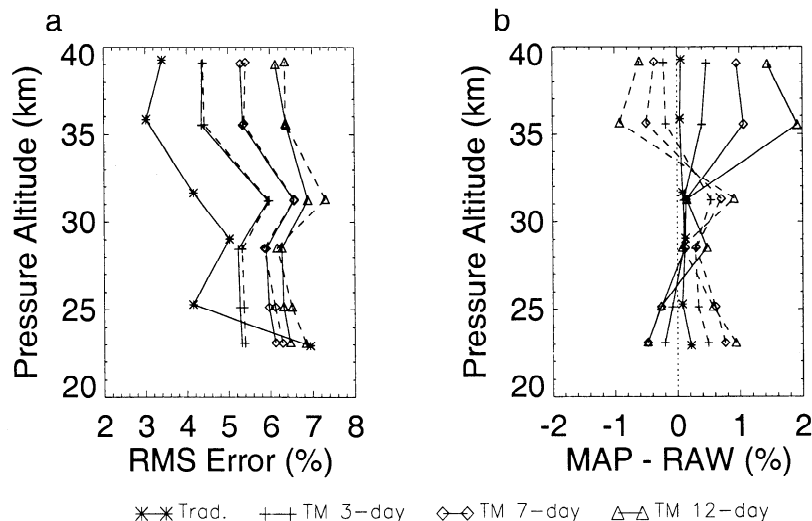 a
b
Pressure Altitude (km)
40
35
30
25
20
2 3 4 5 6 7 8
RMS Error (%)
Pressure Altitude (km)
40
35
30
25
20
-2 -1 0 1 2
MAP - RAW (%)
Trad. TM 3-day TM 7-day TM 12-day